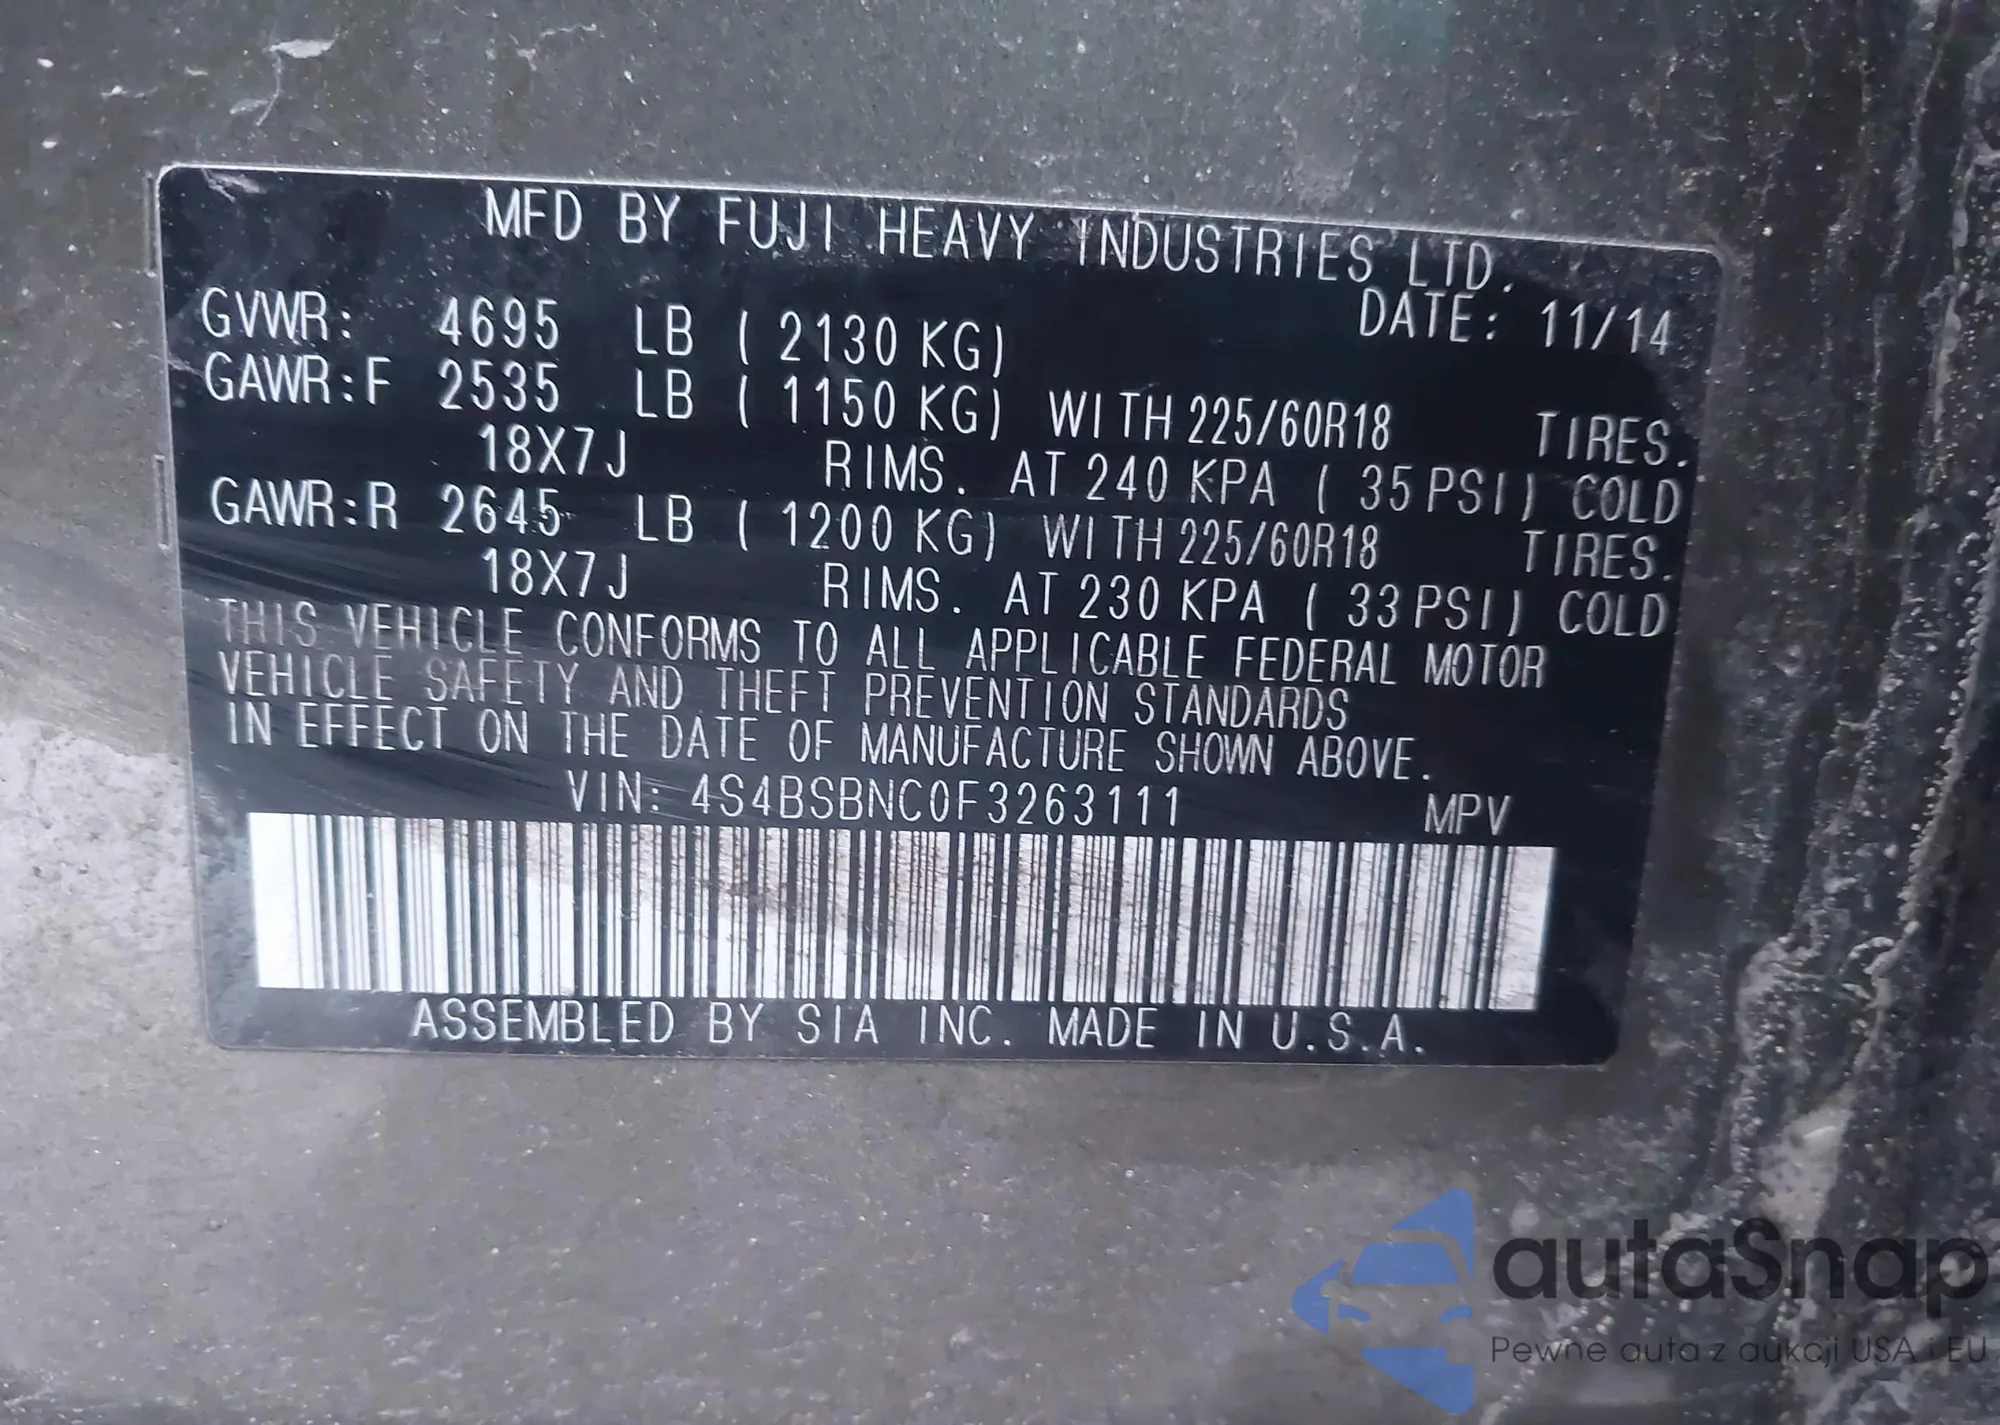 MFD BY FUJI HEAVY INDUSTRIES LTD.
DATE: 11/14
GVWR: 4695 LB ( 2130 KG)
GAWR:F 2535 LB ( 1150 KG) WITH 225/60R18 TIRES.
18X7J RIMS. AT 240 KPA ( 35 PSI) COLD
GAWR:R 2645 LB ( 1200 KG) WITH 225/60R18 TIRES.
18X7J RIMS. AT 230 KPA ( 33 PSI) COLD
THIS VEHICLE CONFORMS TO ALL APPLICABLE FEDERAL MOTOR
VEHICLE SAFETY AND THEFT PREVENTION STANDARDS
IN EFFECT ON THE DATE OF MANUFACTURE SHOWN ABOVE.
VIN: 4S4BSBNC0F3263111 MPV
ASSEMBLED BY SIA INC. MADE IN U.S.A.
autaSnap
Pewne auta z aukcji USA i EU